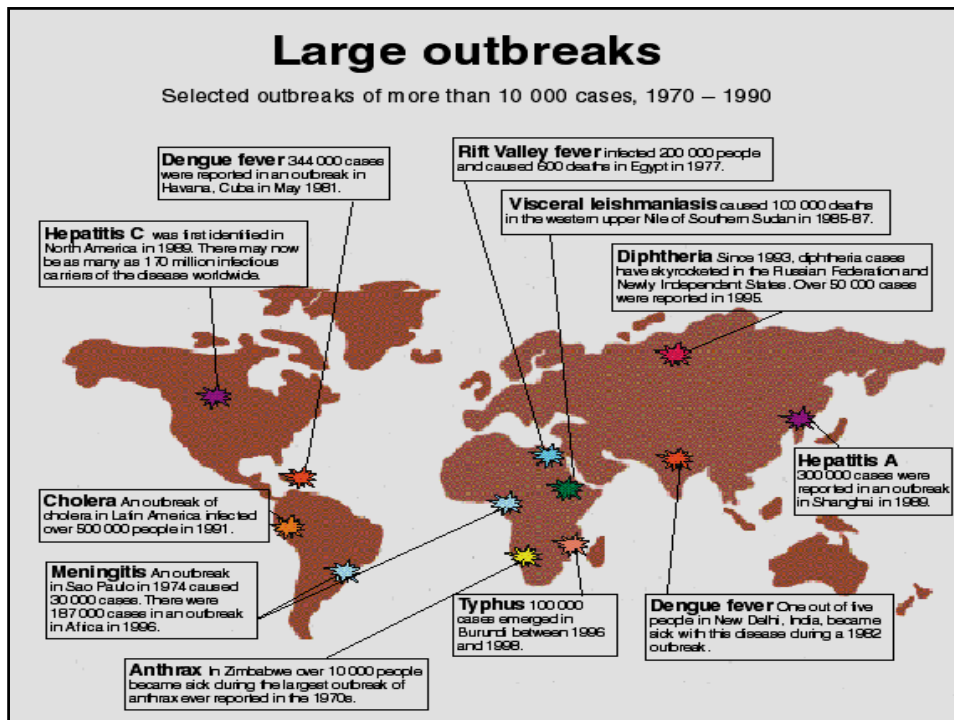 Large outbreaks
Selected outbreaks of more than 10 000 cases, 1970 – 1990
Dengue fever 344 000 cases
were reported in an outbreak in
Havana, Cuba in May 1981.
Rift Valley fever infected 200 000 people
and caused 600 deaths in Egypt in 1977.
Visceral leishmaniasis caused 100 000 deaths
in the western upper Nile of Southern Sudan in 1985-87.
Hepatitis C was first identified in
North America in 1989. There may now
be as many as 170 million infectious
carriers of the disease worldwide.
Diphtheria Since 1993, diphtheria cases
have skyrocketed in the Russian Federation and
Newly Independent States. Over 50 000 cases
were reported in 1995.
Hepatitis A
300 000 cases were
reported in an outbreak
in Shanghai in 1989.
Cholera An outbreak of
cholera in Latin America infected
over 500 000 people in 1991.
Meningitis An outbreak
in Sao Paulo in 1974 caused
30 000 cases. There were
187 000 cases in an outbreak
in Africa in 1996.
Typhus 100 000
cases emerged in
Burundi between 1996
and 1998.
Dengue fever One out of five
people in New Delhi, India, became
sick with this disease during a 1982
outbreak.
Anthrax In Zimbabwe over 10 000 people
became sick during the largest outbreak of
anthrax ever reported in the 1970s.